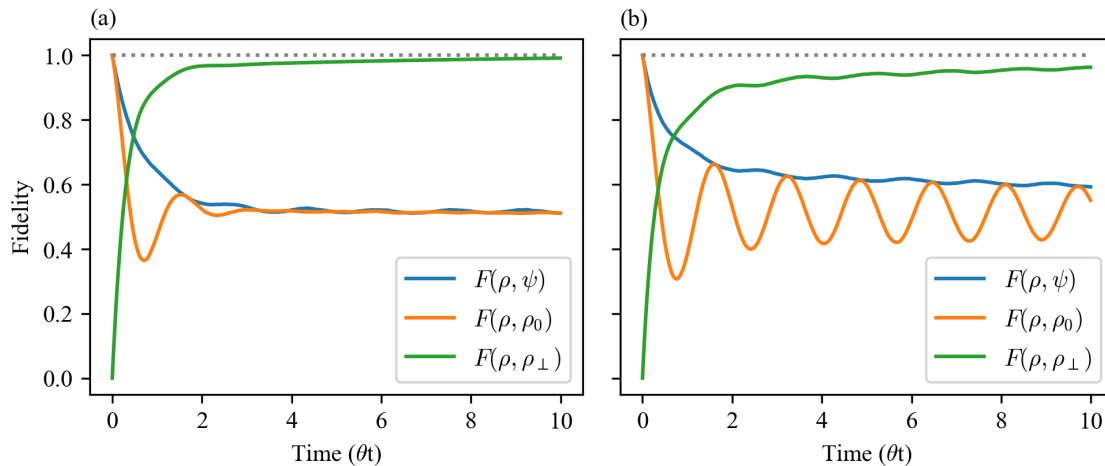 (a)
1.0
0.8
0.6
0.4
0.2
0.0
Fidelity
F(ρ, ψ)
F(ρ, ρ₀)
F(ρ, ρ⊥)
0 2 4 6 8 10
Time (θt)
(b)
F(ρ, ψ)
F(ρ, ρ₀)
F(ρ, ρ⊥)
0 2 4 6 8 10
Time (θt)